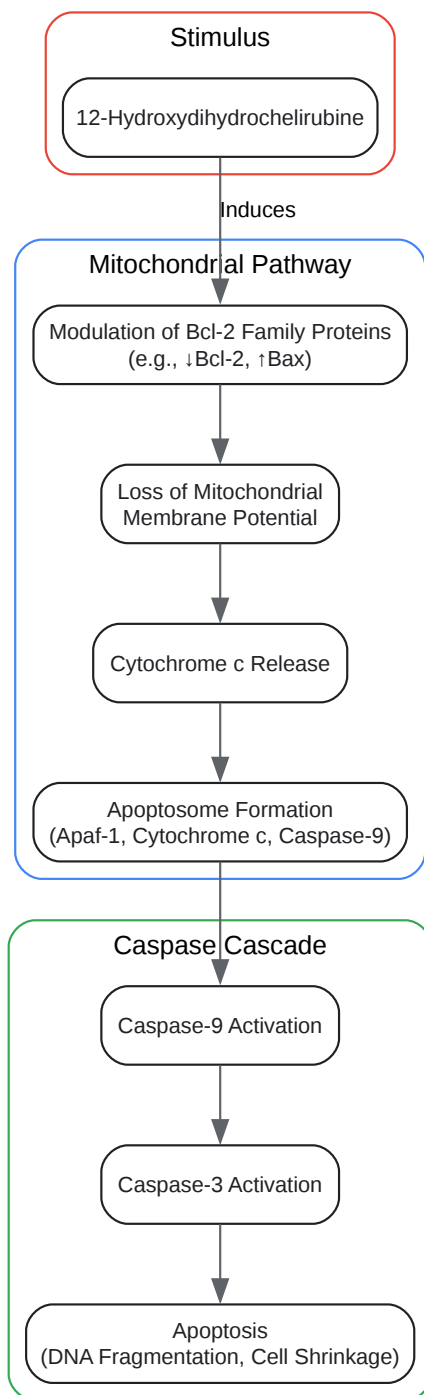 Stimulus
12-Hydroxydihydrochelirubine
Induces
Mitochondrial Pathway
Modulation of Bcl-2 Family Proteins
(e.g., ↓Bcl-2, ↑Bax)
Loss of Mitochondrial
Membrane Potential
Cytochrome c Release
Apoptosome Formation
(Apaf-1, Cytochrome c, Caspase-9)
Caspase Cascade
Caspase-9 Activation
Caspase-3 Activation
Apoptosis
(DNA Fragmentation, Cell Shrinkage)